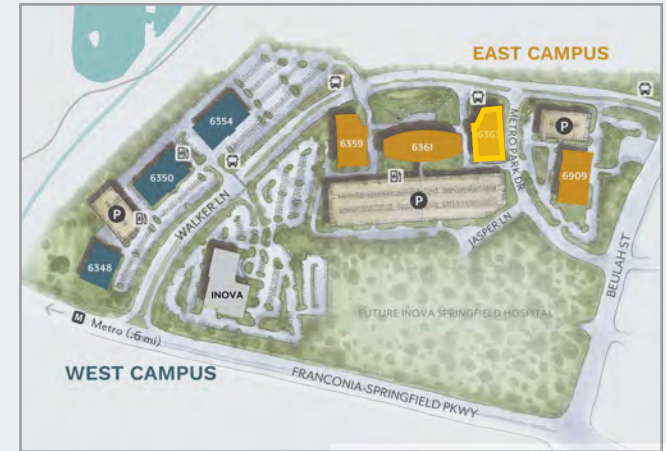 EAST CAMPUS
6354
6359
6361
METRO PARK DR
P
6350
6909
P
P
WALKER LN
JASPER LN
BEULAH ST
6348
INOVA
FUTURE INOVA SPRINGFIELD HOSPITAL
M Metro (.6 mi)
WEST CAMPUS
FRANCONIA-SPRINGFIELD PKWY